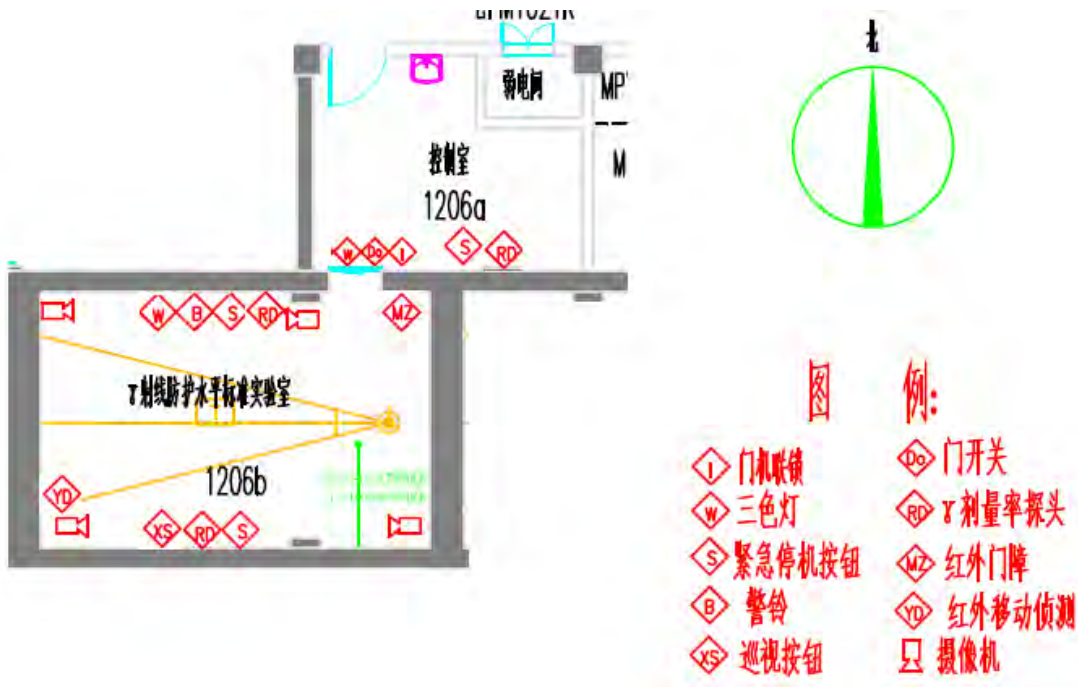 北
弱电间
MP
控制室
M
1206a
W Do I S RD
W B S RD MZ
γ射线防护水平标准实验室
1206b
YD
XS RD S
图 例:
I 门机联锁
Do 门开关
W 三色灯
RD γ剂量率探头
S 紧急停机按钮
MZ 红外门障
B 警铃
YD 红外移动侦测
XS 巡视按钮
摄像机